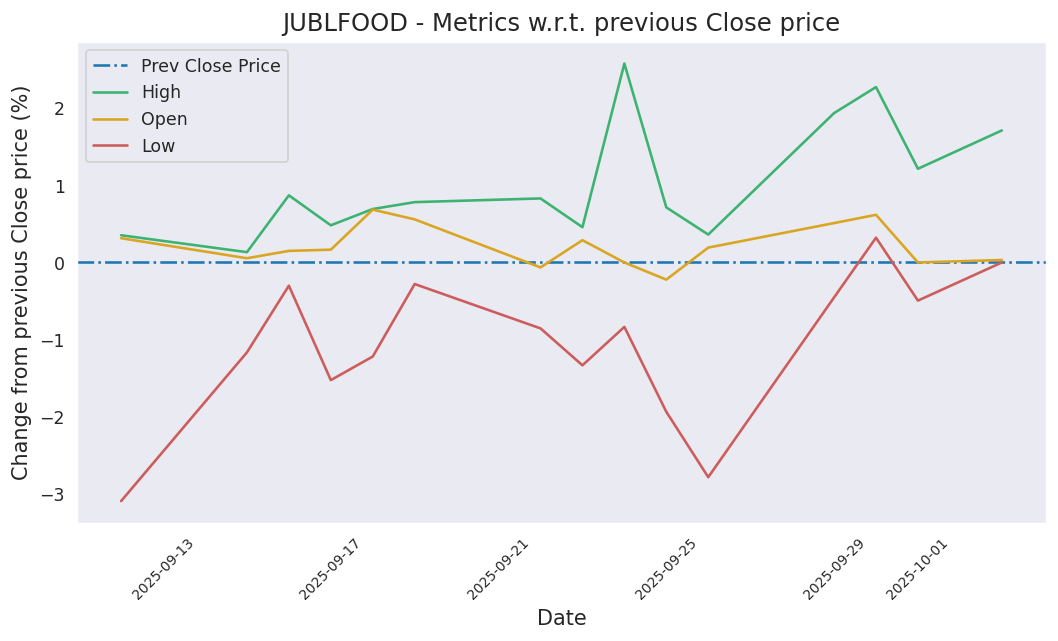 JUBLFOOD - Metrics w.r.t. previous Close price
Prev Close Price
High
Open
Low
Change from previous Close price (%)
2
1
0
−1
−2
−3
2025-09-13
2025-09-17
2025-09-21
2025-09-25
2025-09-29
2025-10-01
Date